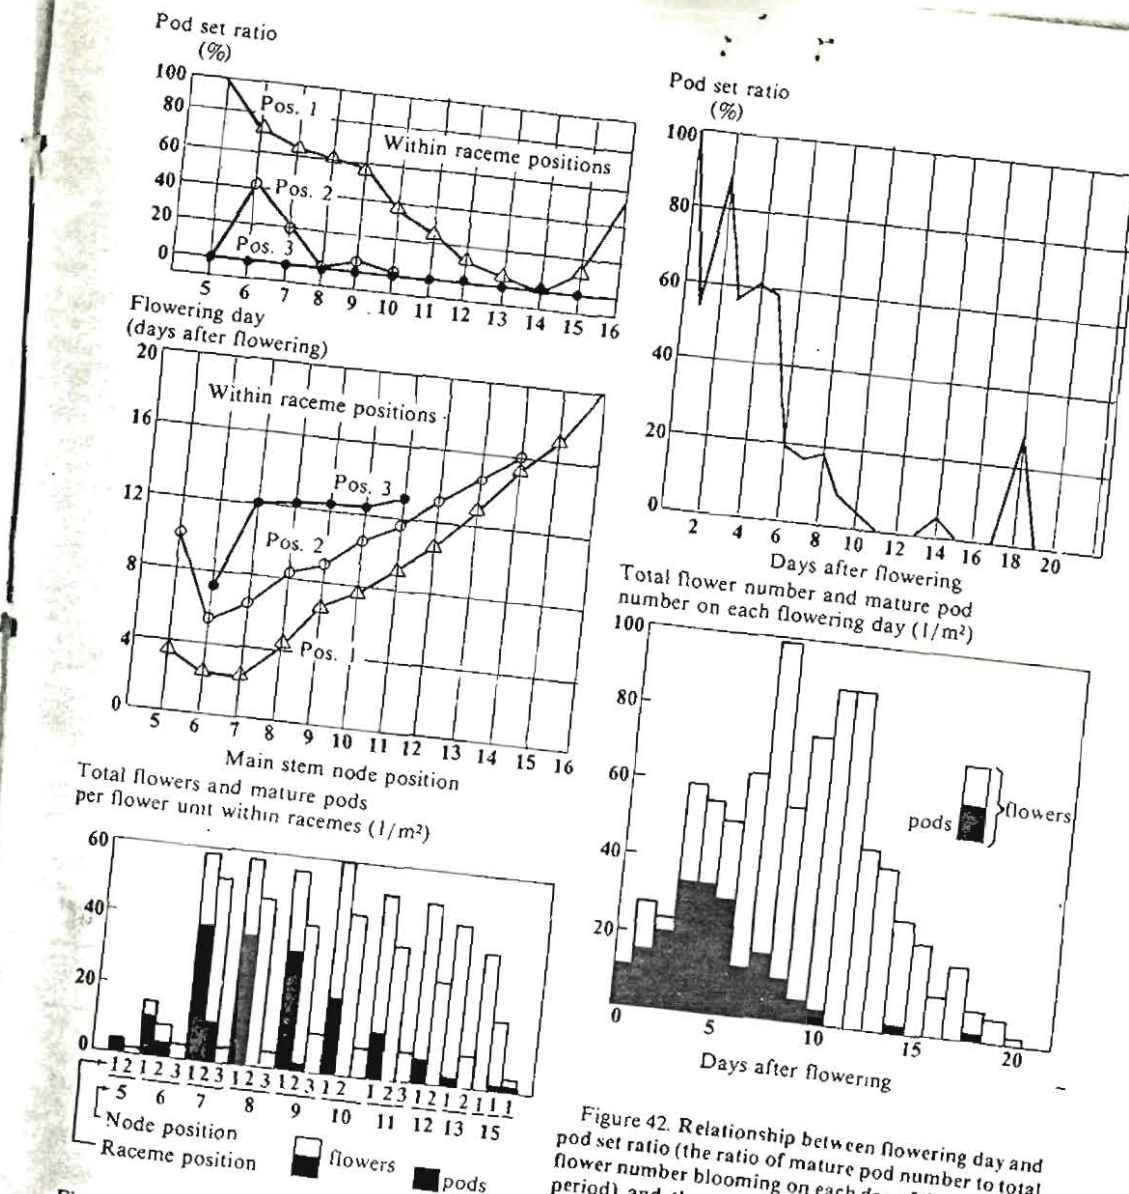 Pod set ratio
(%)
100
80
60
40
20
0
Pos. 1
Within raceme positions
Pos. 2
Pos. 3
5 6 7 8 9 10 11 12 13 14 15 16
Flowering day
(days after flowering)
20
16
12
8
4
0
Within raceme positions
Pos. 3
Pos. 2
Pos. 1
5 6 7 8 9 10 11 12 13 14 15 16
Main stem node position
Total flowers and mature pods
per flower unit within racemes (1/m²)
60
40
20
0
1 2 1 2 3 1 2 3 1 2 3 1 2 3 1 2 1 2 3 1 2 1 2 1 1 1
5 6 7 8 9 10 11 12 13 15
Node position
Raceme position
flowers
pods
Pod set ratio
(%)
100
80
60
40
20
0
2 4 6 8 10 12 14 16 18 20
Days after flowering
Total flower number and mature pod
number on each flowering day (1/m²)
100
80
60
40
20
pods
flowers
0 5 10 15 20
Days after flowering
Figure 42. Relationship between flowering day and
pod set ratio (the ratio of mature pod number to total
flower number blooming on each day
period) and